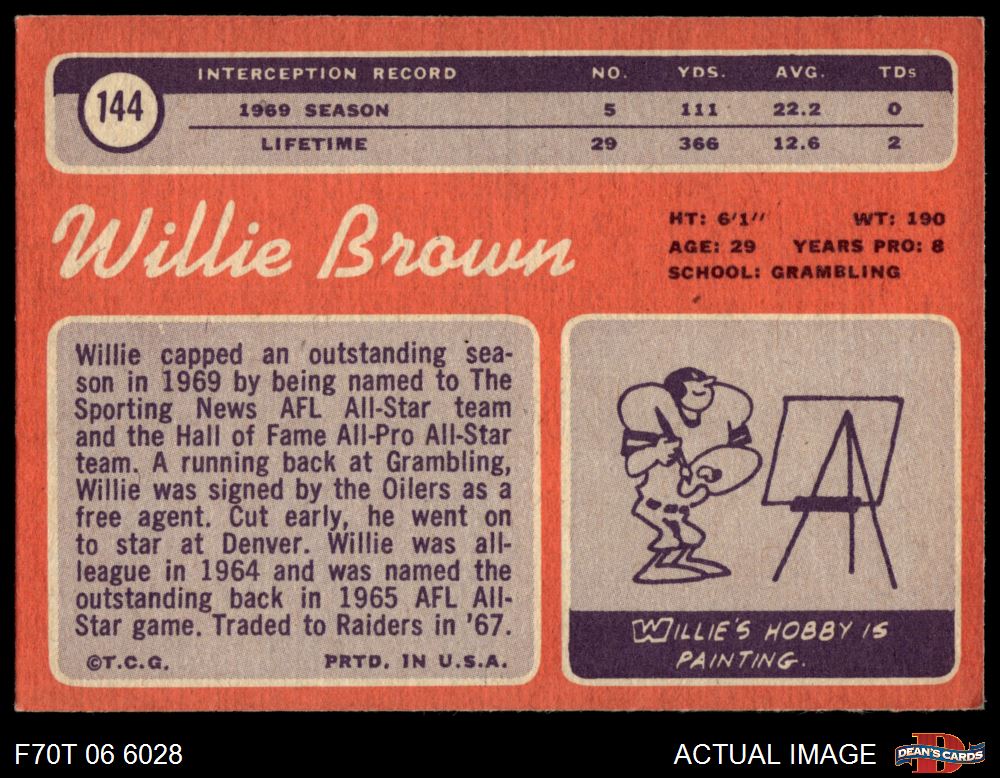 144
INTERCEPTION RECORD NO. YDS. AVG. TDs
1969 SEASON 5 111 22.2 0
LIFETIME 29 366 12.6 2
Willie Brown
HT: 6'1" WT: 190
AGE: 29 YEARS PRO: 8
SCHOOL: GRAMBLING
Willie capped an outstanding sea-
son in 1969 by being named to The
Sporting News AFL All-Star team
and the Hall of Fame All-Pro All-Star
team. A running back at Grambling,
Willie was signed by the Oilers as a
free agent. Cut early, he went on
to star at Denver. Willie was all-
league in 1964 and was named the
outstanding back in 1965 AFL All-
Star game. Traded to Raiders in '67.
©T.C.G. PRTD. IN U.S.A.
WILLIE'S HOBBY IS
PAINTING.
F70T 06 6028
ACTUAL IMAGE
D
DEAN'S CARDS